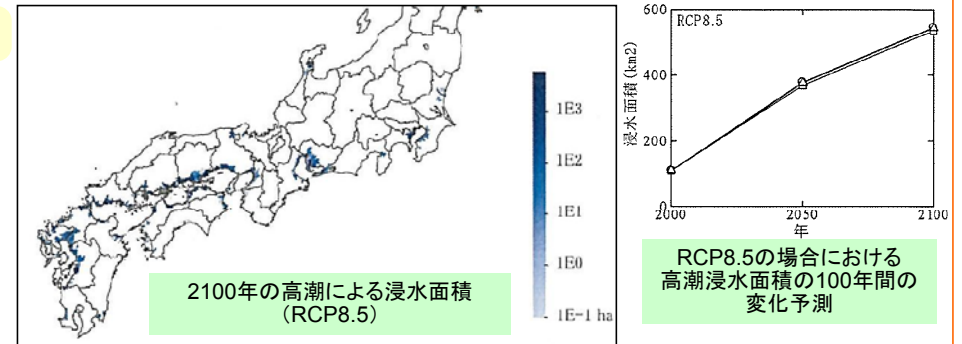 1E3
1E2
1E1
1E0
1E-1 ha
2100年の高潮による浸水面積
(RCP8.5)
RCP8.5
600
400
200
0
浸水面積(km2)
2000
2050
2100
年
RCP8.5の場合における
高潮浸水面積の100年間の
変化予測